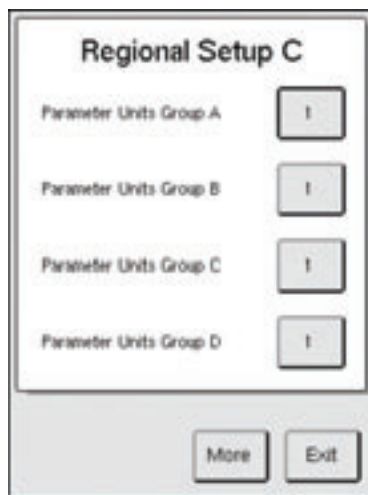 Regional Setup C
Parameter Units Group A 1
Parameter Units Group B 1
Parameter Units Group C 1
Parameter Units Group D 1
More Exit